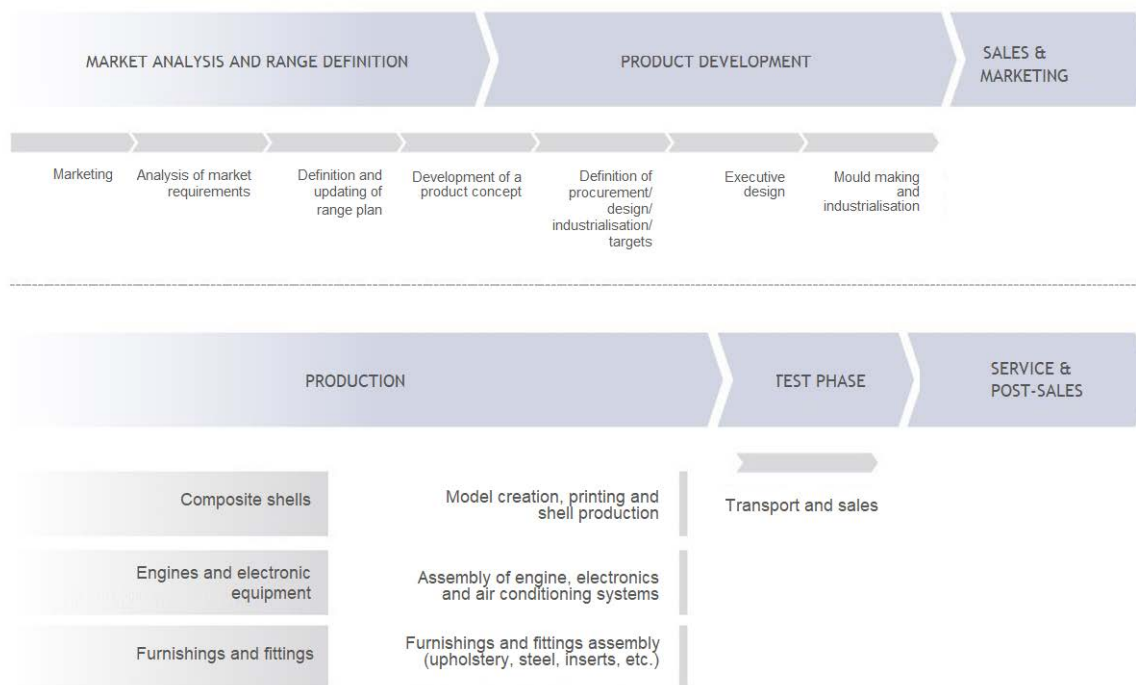 MARKET ANALYSIS AND RANGE DEFINITION
PRODUCT DEVELOPMENT
SALES &
MARKETING
Marketing
Analysis of market
requirements
Definition and
updating of
range plan
Development of a
product concept
Definition of
procurement/
design/
industrialisation/
targets
Executive
design
Mould making
and
industrialisation
PRODUCTION
TEST PHASE
SERVICE &
POST-SALES
Composite shells
Model creation, printing and
shell production
Transport and sales
Engines and electronic
equipment
Assembly of engine, electronics
and air conditioning systems
Furnishings and fittings
Furnishings and fittings assembly
(upholstery, steel, inserts, etc.)